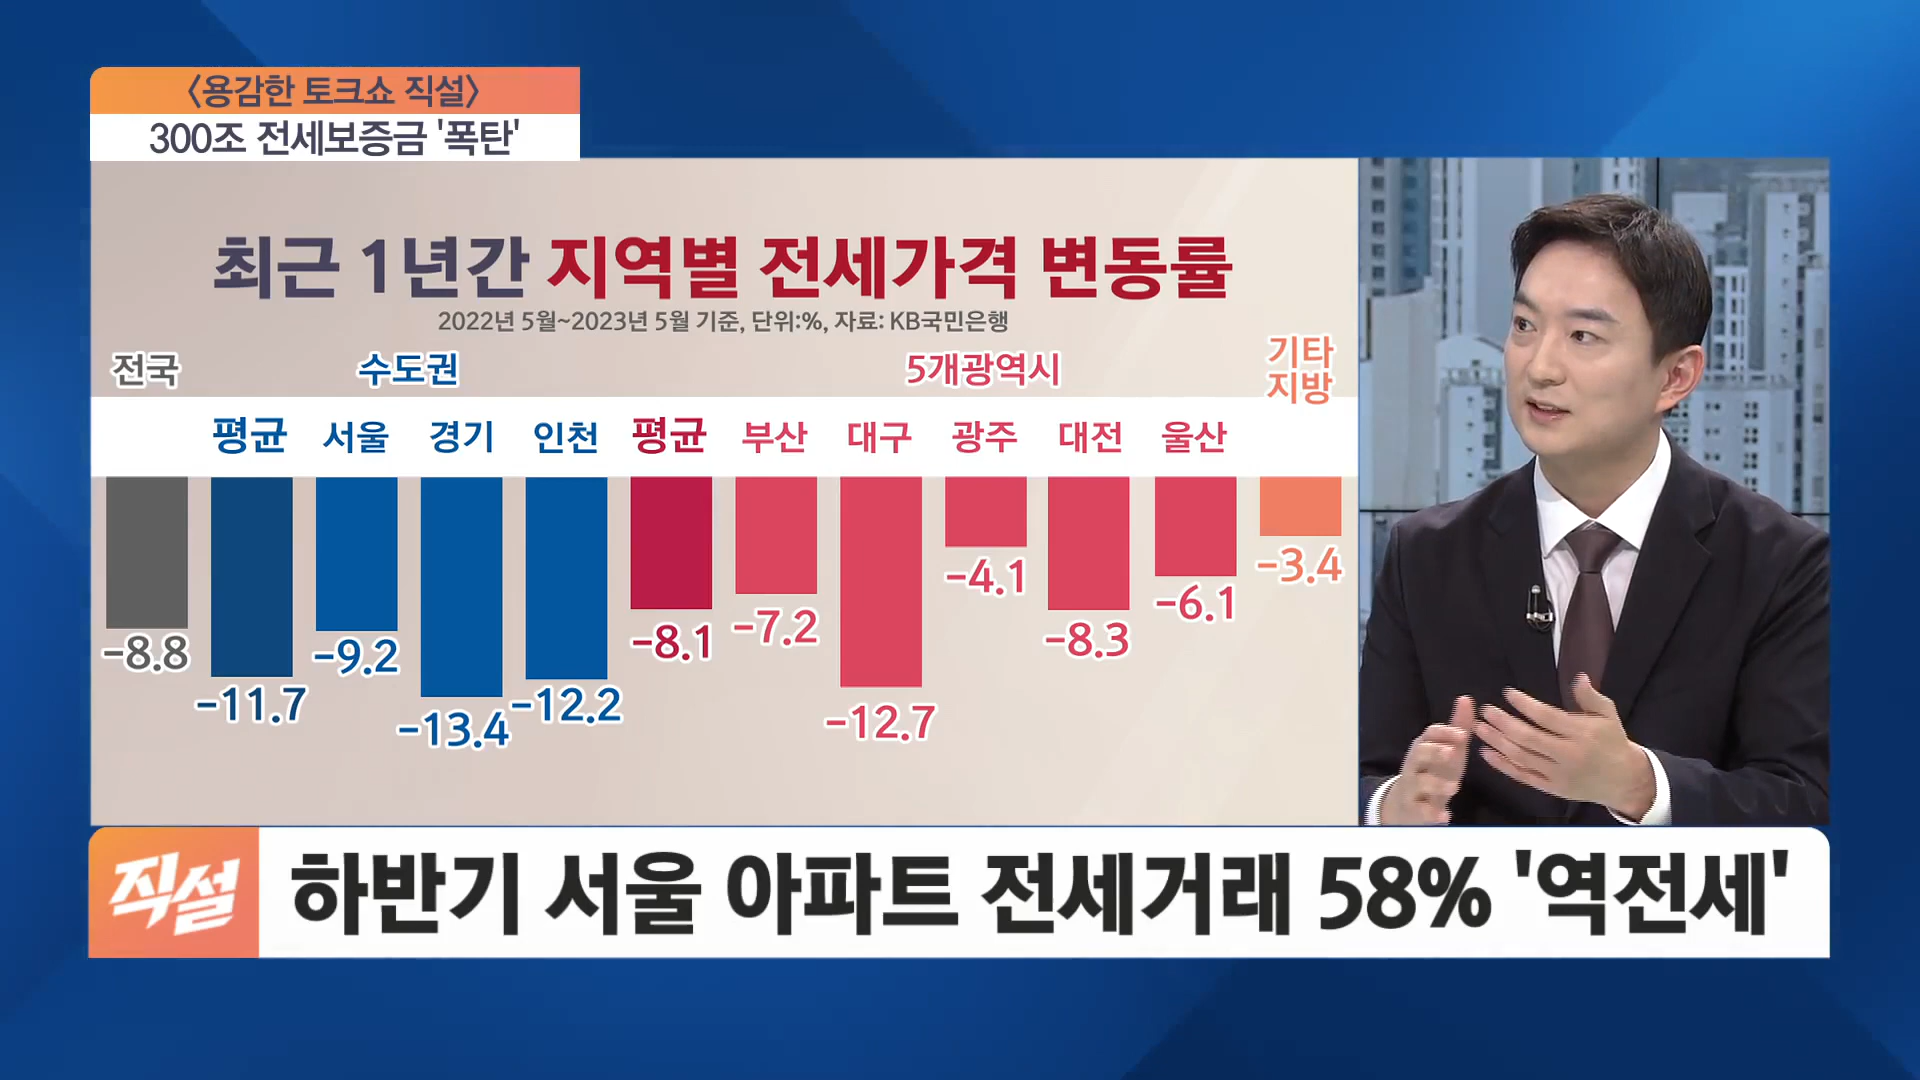 〈용감한 토크쇼 직설〉
300조 전세보증금 '폭탄'
최근 1년간 지역별 전세가격 변동률
2022년 5월~2023년 5월 기준, 단위:%, 자료: KB국민은행
전국 수도권 5개광역시 기타 지방
평균 서울 경기 인천 평균 부산 대구 광주 대전 울산
-8.8 -11.7 -9.2 -13.4 -12.2 -8.1 -7.2 -12.7 -4.1 -8.3 -6.1 -3.4
직설
하반기 서울 아파트 전세거래 58% '역전세'